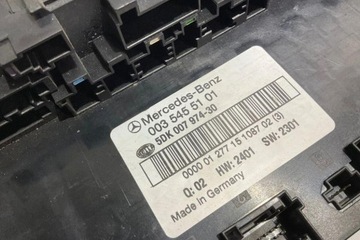 Mercedes-Benz
003 545 51 01
5DK 007 974-30
0000 01 277 15 1087 02 (3)
Q: 02 HW: 2401 SW: 2301
Made in Germany